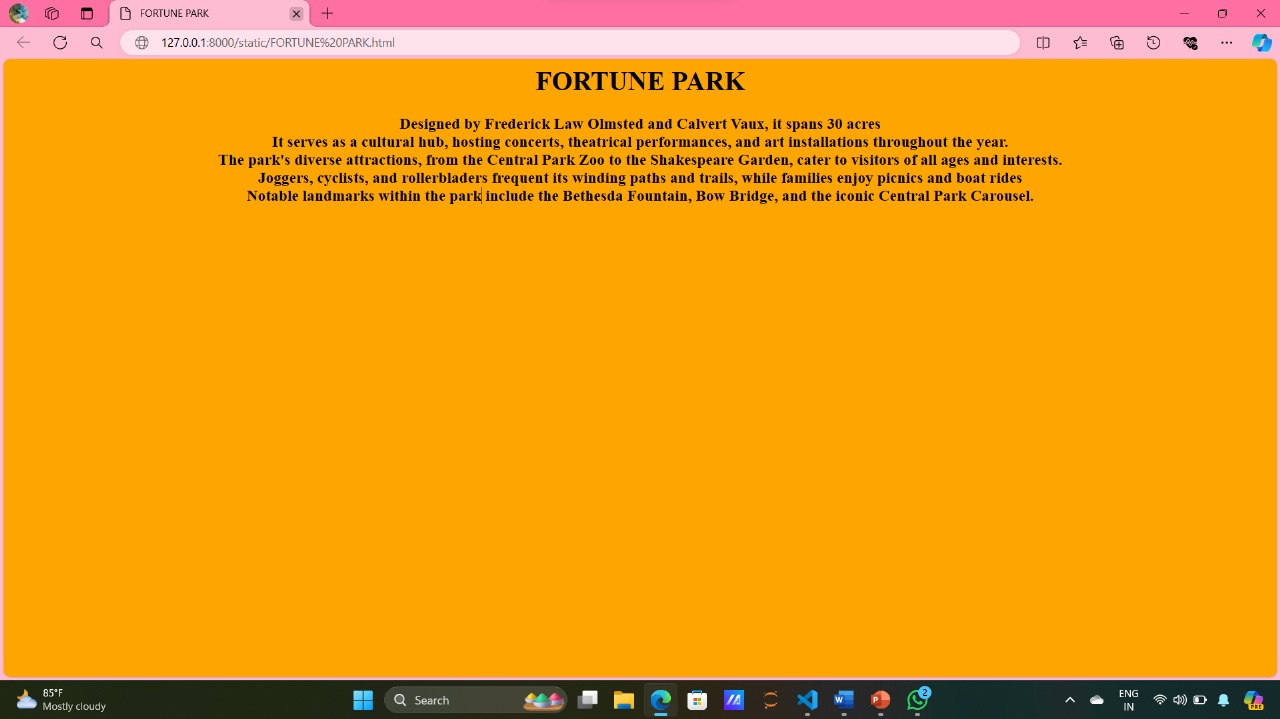 FORTUNE PARK
127.0.0.1:8000/static/FORTUNE%20PARK.html
FORTUNE PARK
Designed by Frederick Law Olmsted and Calvert Vaux, it spans 30 acres
It serves as a cultural hub, hosting concerts, theatrical performances, and art installations throughout the year.
The park's diverse attractions, from the Central Park Zoo to the Shakespeare Garden, cater to visitors of all ages and interests.
Joggers, cyclists, and rollerbladers frequent its winding paths and trails, while families enjoy picnics and boat rides
Notable landmarks within the park include the Bethesda Fountain, Bow Bridge, and the iconic Central Park Carousel.
85°F
Mostly cloudy
Search
W
P
2
ENG
IN
PRE